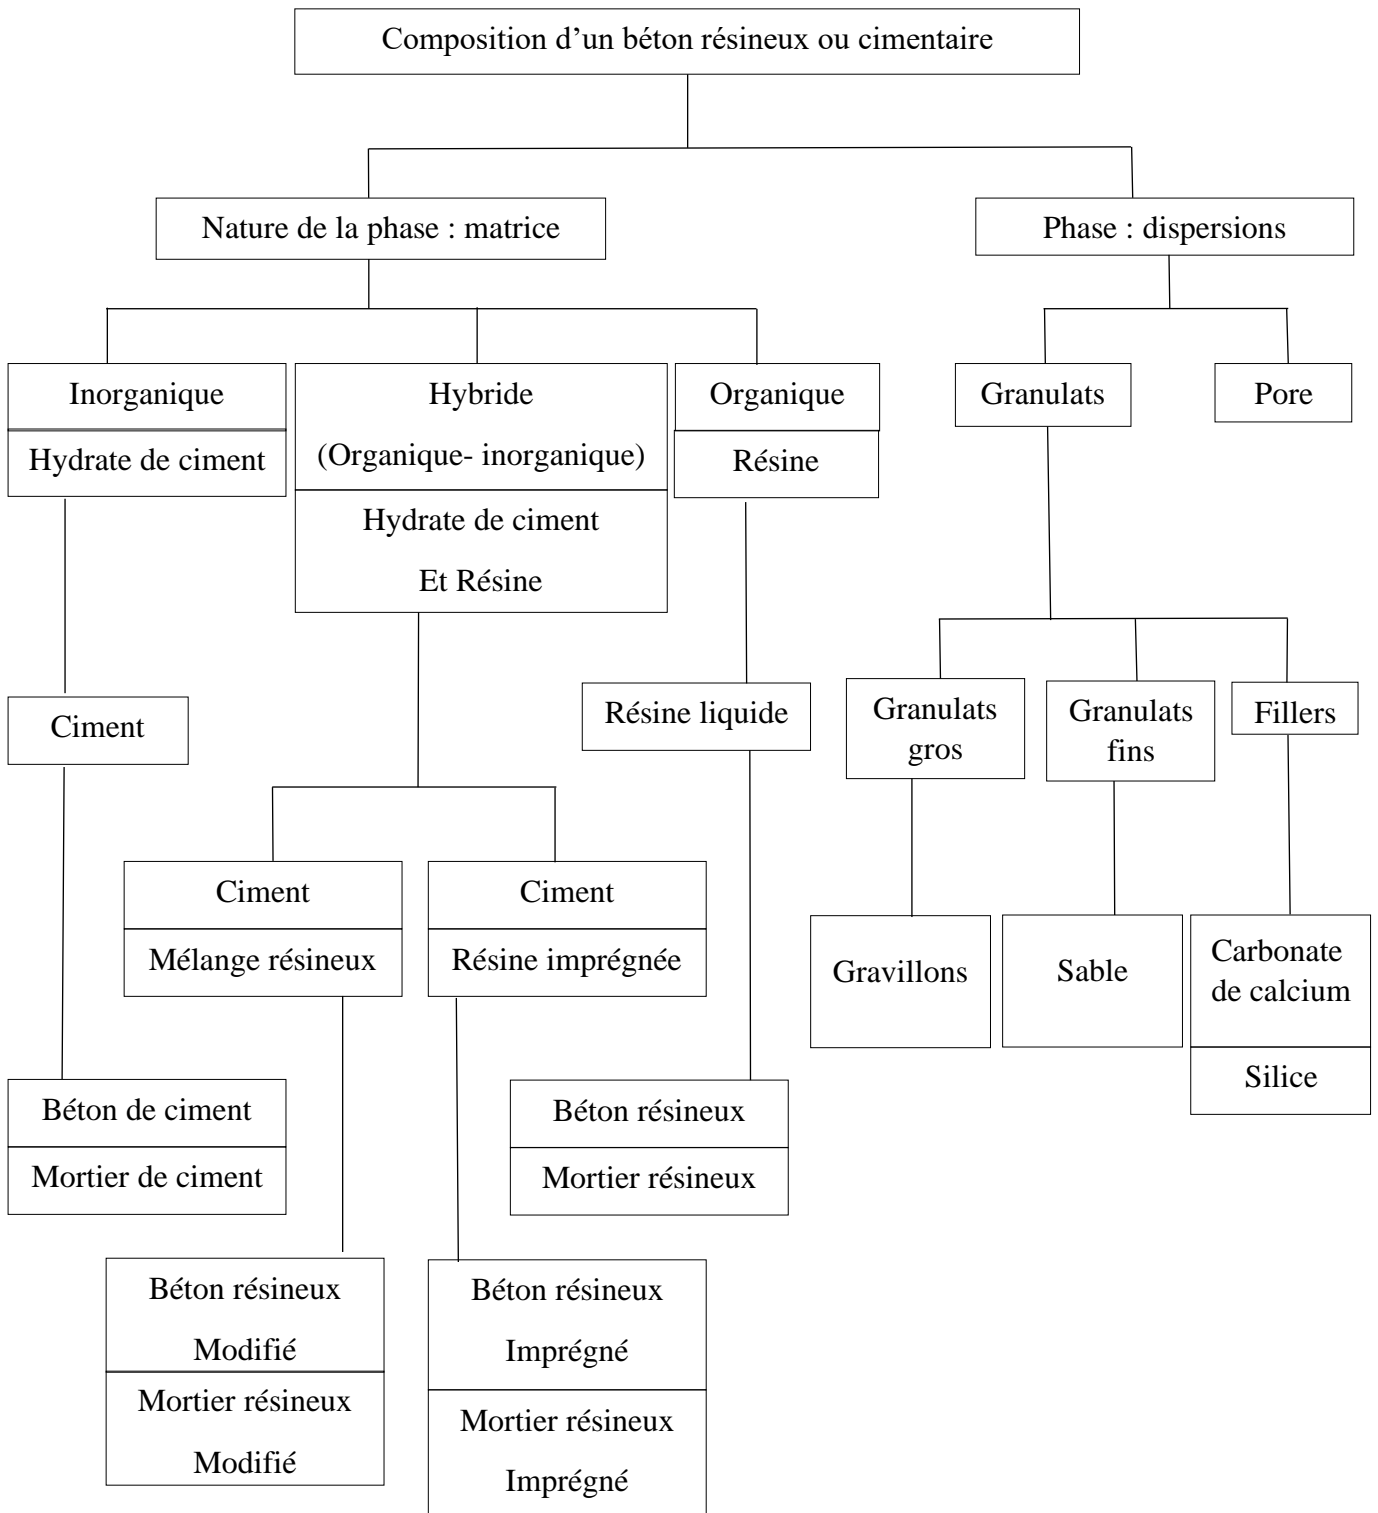 Composition d’un béton résineux ou cimentaire
Nature de la phase : matrice
Phase : dispersions
Inorganique
Hydrate de ciment
Hybride
(Organique- inorganique)
Hydrate de ciment
Et Résine
Organique
Résine
Granulats
Pore
Ciment
Résine liquide
Granulats
gros
Granulats
fins
Fillers
Ciment
Mélange résineux
Ciment
Résine imprégnée
Gravillons
Sable
Carbonate
de calcium
Silice
Béton de ciment
Mortier de ciment
Béton résineux
Mortier résineux
Béton résineux
Modifié
Mortier résineux
Modifié
Béton résineux
Imprégné
Mortier résineux
Imprégné